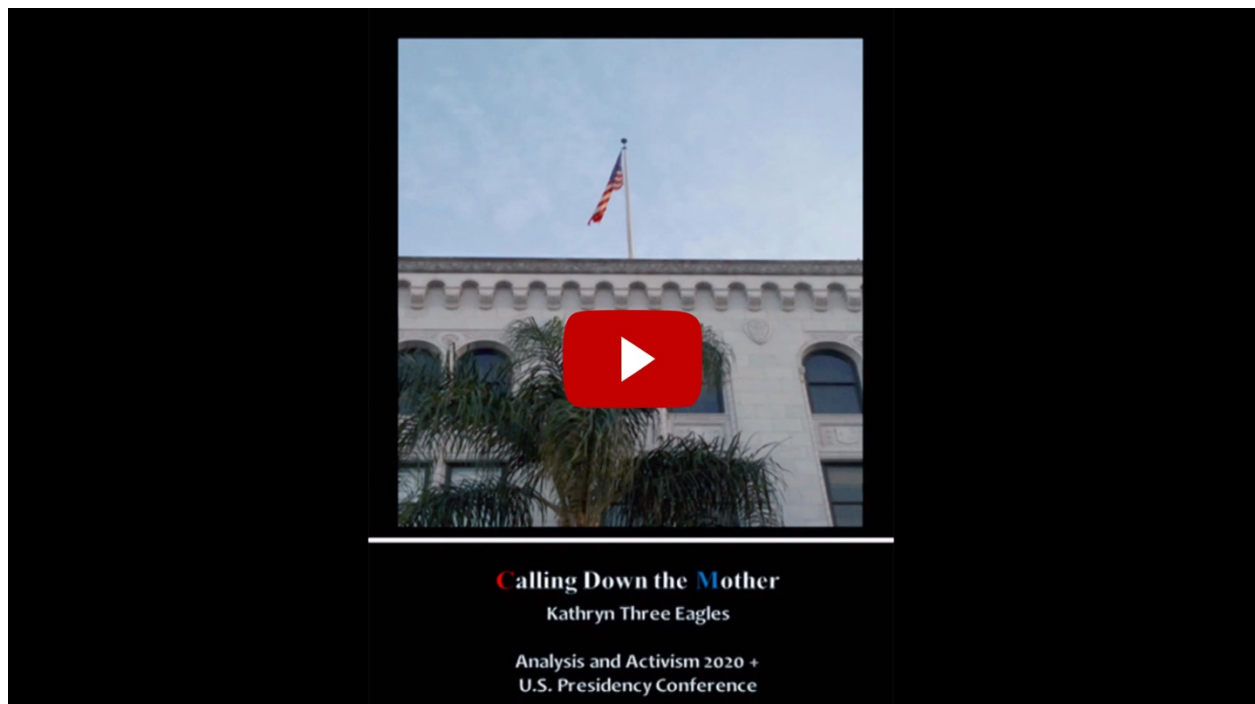 Calling Down the Mother
Kathryn Three Eagles
Analysis and Activism 2020 +
U.S. Presidency Conference